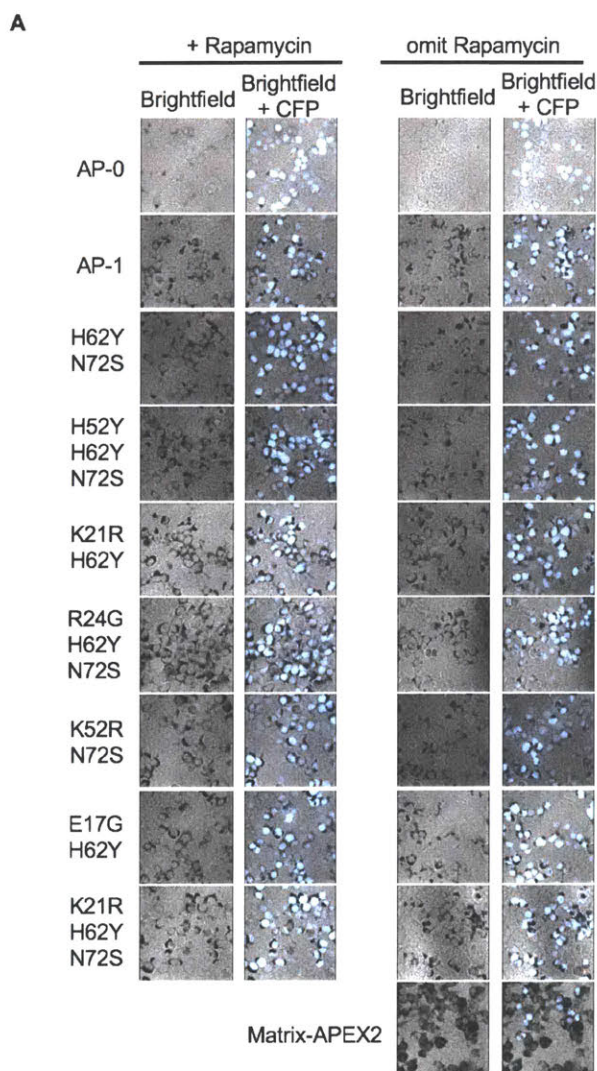 A
+ Rapamycin
omit Rapamycin
Brightfield
Brightfield
+ CFP
Brightfield
Brightfield
+ CFP
AP-0
AP-1
H62Y
N72S
H52Y
H62Y
N72S
K21R
H62Y
R24G
H62Y
N72S
K52R
N72S
E17G
H62Y
K21R
H62Y
N72S
Matrix-APEX2